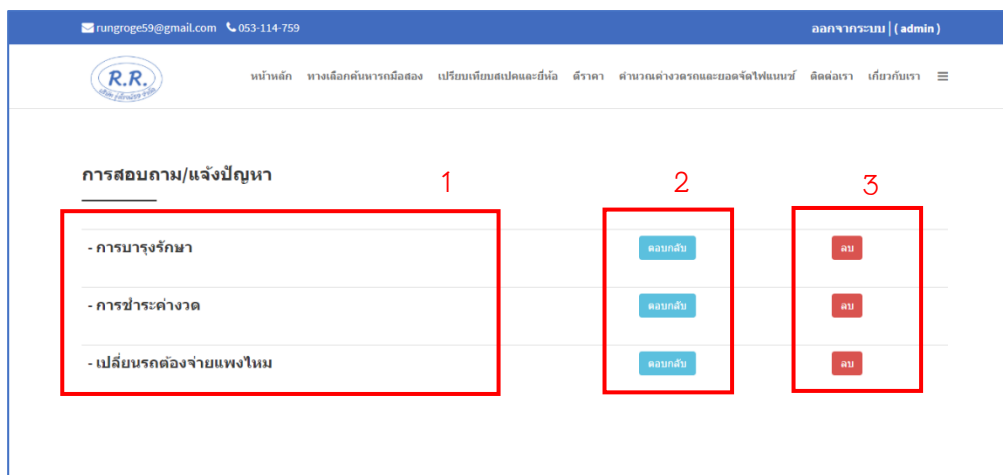 rungroge59@gmail.com 053-114-759 ออกจากระบบ | ( admin )
R.R. หน้าหลัก ทางเลือกค้นหารถมือสอง เปรียบเทียบสเปคและยี่ห้อ ตีราคา คำนวณค่างวดรถและยอดจัดไฟแนนซ์ ติดต่อเรา เกี่ยวกับเรา
การสอบถาม/แจ้งปัญหา
1 2 3
- การบารุงรักษา ตอบกลับ ลบ
- การชำระค่างวด ตอบกลับ ลบ
- เปลี่ยนรถต้องจ่ายแพงไหม ตอบกลับ ลบ